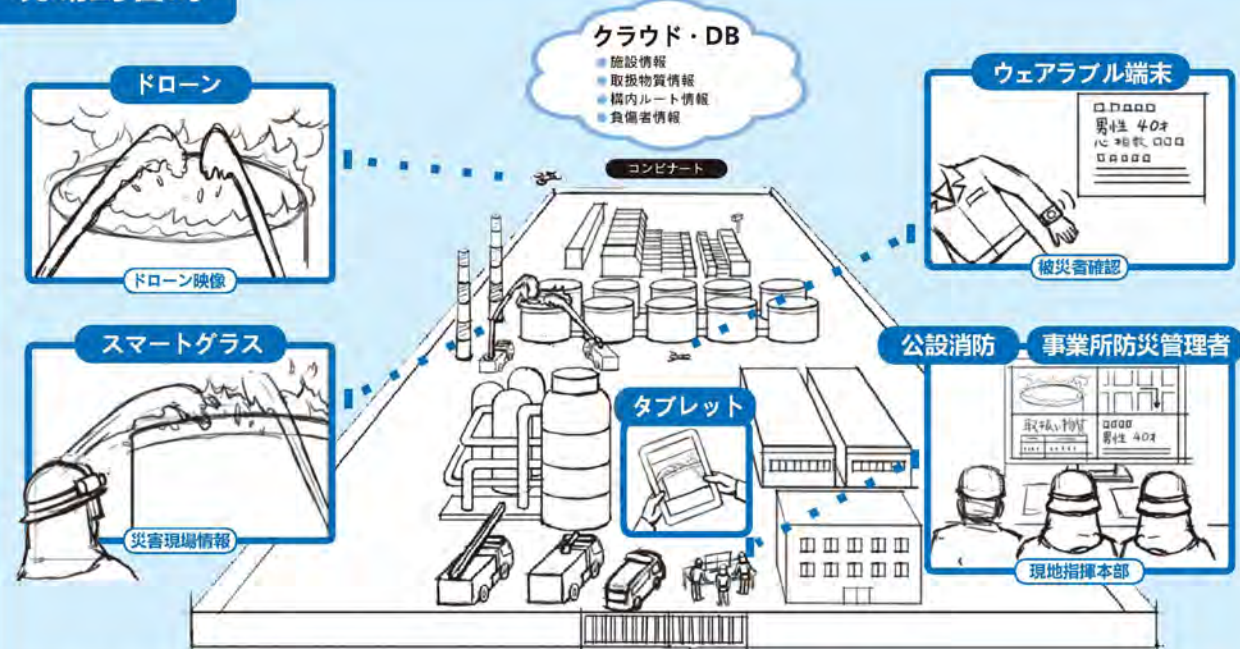 クラウド・DB
施設情報
取扱物質情報
構内ルート情報
負傷者情報
コンビナート
ドローン
ドローン映像
スマートグラス
災害現場情報
タブレット
ウェアラブル端末
男性 40才
心拍数 □□□
被災者確認
公設消防
事業所防災管理者
取扱い物質
男性 40才
現地指揮本部